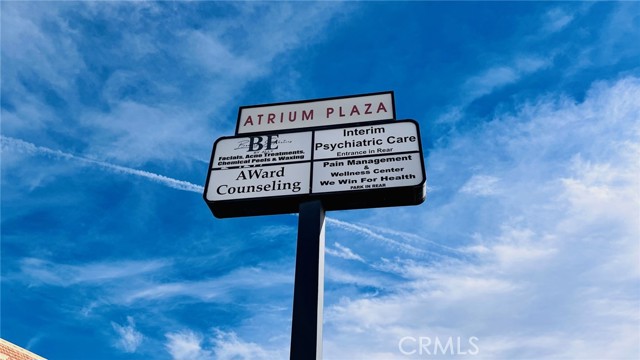 ATRIUM PLAZA
BE
Facials, Acne Treatments,
Chemical Peels & Waxing
AWard
Counseling
Interim
Psychiatric Care
Entrance in Rear
Pain Management
&
Wellness Center
We Win For Health
PARK IN REAR
CRMLS